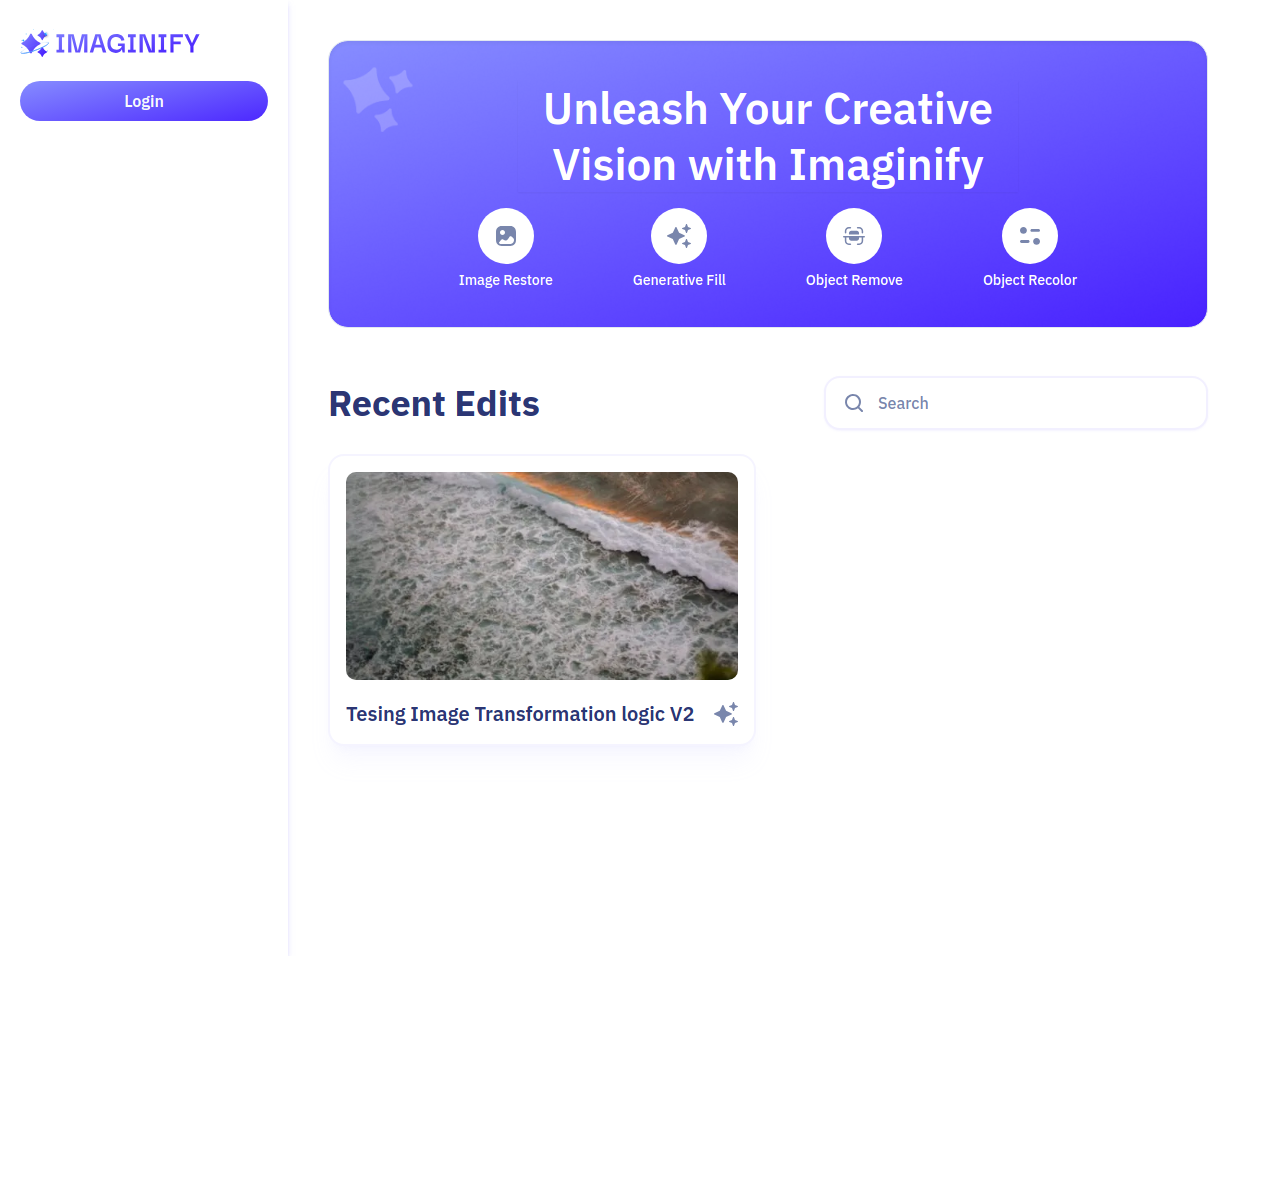 IMAGINIFY
Login
Unleash Your Creative
Vision with Imaginify
Image Restore
Generative Fill
Object Remove
Object Recolor
Recent Edits
Search
Tesing Image Transformation logic V2